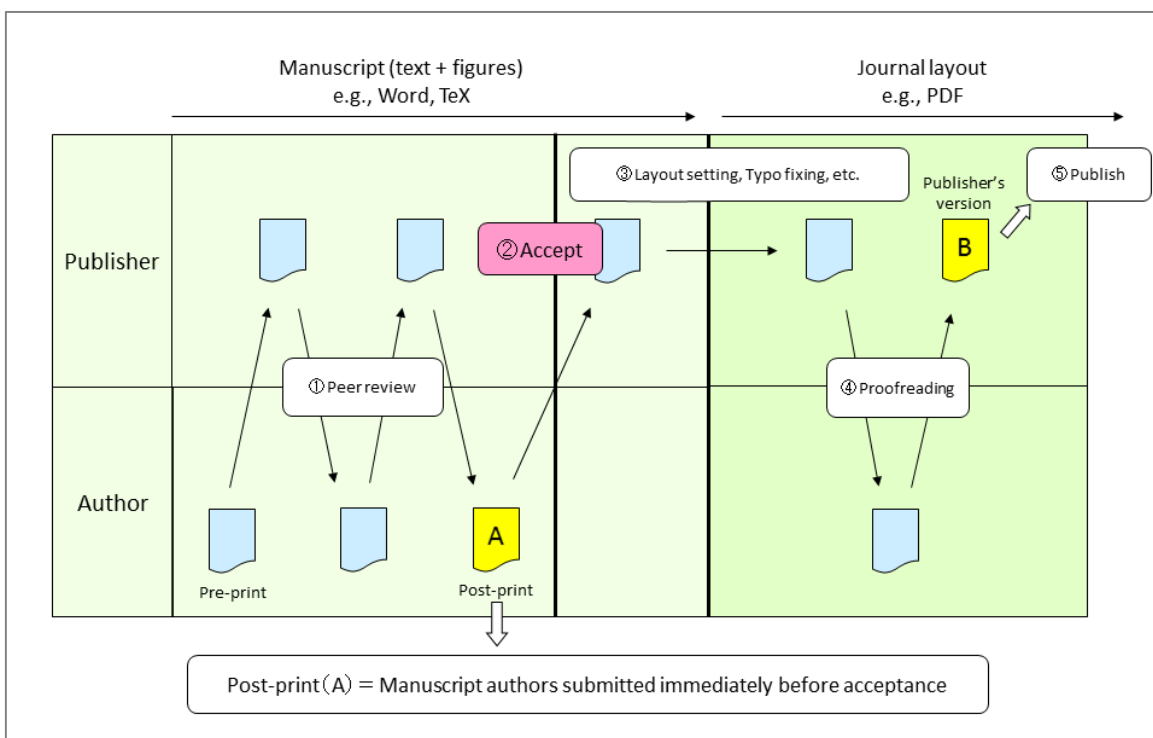 Manuscript (text + figures)
e.g., Word, TeX
Journal layout
e.g., PDF
③Layout setting, Typo fixing, etc.
Publisher's
version
⑤Publish
Publisher
②Accept
B
①Peer review
④Proofreading
Author
A
Pre-print
Post-print
Post-print(A) = Manuscript authors submitted immediately before acceptance